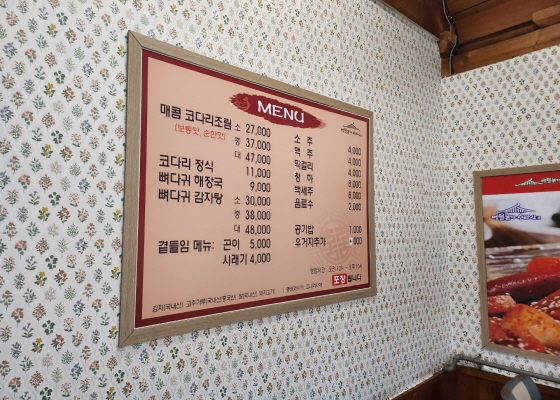 MENU
매콤 코다리조림 소 27,000
(보통맛, 순한맛) 중 37,000
대 47,000
코다리 정식 11,000
뼈다귀 해장국 9,000
뼈다귀 감자탕 소 30,000
중 38,000
대 48,000
곁들임 메뉴: 곤이 5,000
시래기 4,000
소 주 4,000
맥 주 4,000
막걸리 4,000
청 하 8,000
백세주 8,000
음료수 2,000
공기밥 1,000
우거지추가
포장됩니다